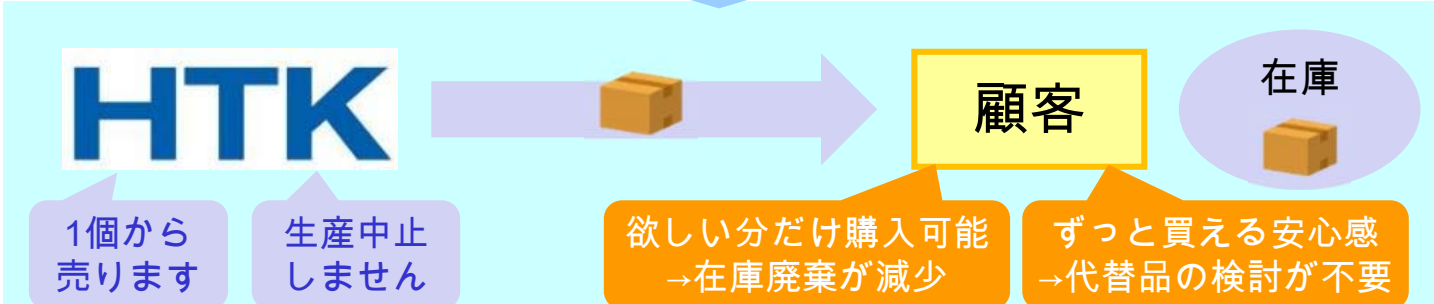 HTK
顧客
在庫
1個から
売ります
生産中止
しません
欲しい分だけ購入可能
→在庫廃棄が減少
ずっと買える安心感
→代替品の検討が不要